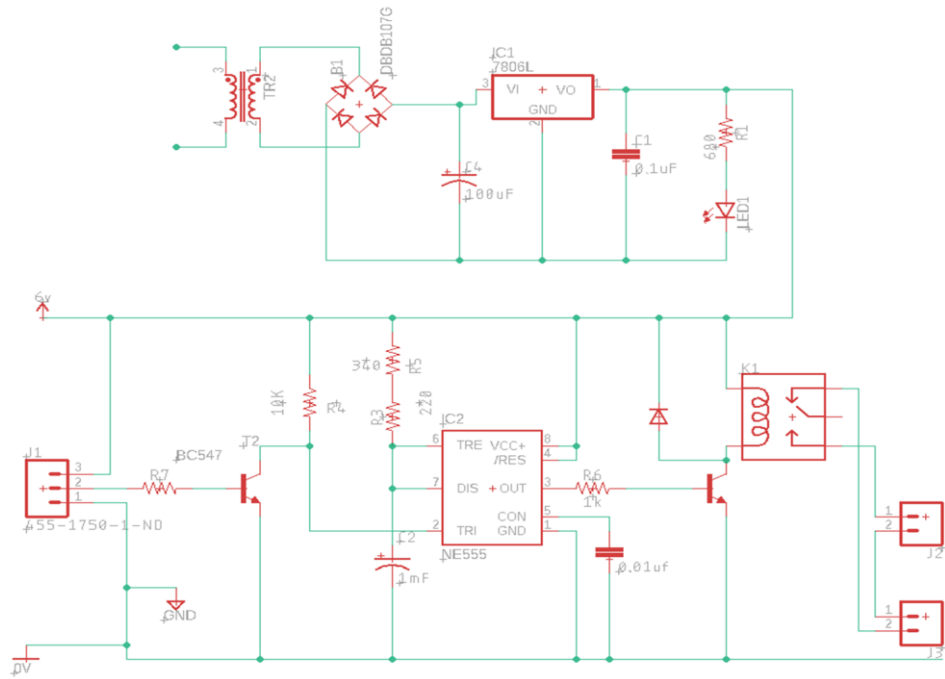 DBDB107G
B1
TR2
3
1
4
2
IC1
7806L
3
VI + VO
1
GND
2
C4
100uF
C1
0.1uF
R1
680
LED1
6v
10K
R4
340
R5
R3
220
K1
J1
3
2
1
455-1750-1-ND
R7
T2
BC547
IC2
6 TRE VCC+ 8
/RES 4
7 DIS + OUT 3
CON 5
2 TRI GND 1
NE555
R6
1k
C2
1mF
0.01uf
GND
0V
1
2
J2
1
2
J3